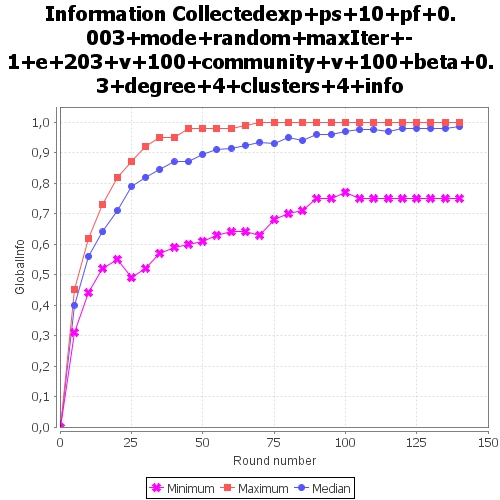 Information Collectedexp+ps+10+pf+0.
003+mode+random+maxIter+-
1+e+203+v+100+community+v+100+beta+0.
3+degree+4+clusters+4+info
1,0
0,9
0,8
0,7
0,6
0,5
0,4
0,3
0,2
0,1
0,0
GlobalInfo
0 25 50 75 100 125 150
Round number
Minimum Maximum Median